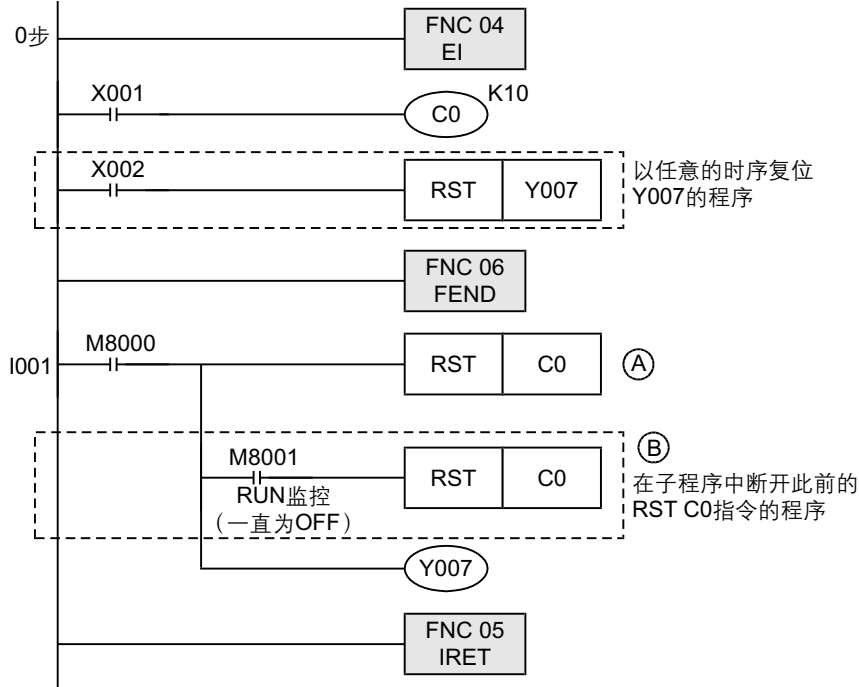 0步
FNC 04
EI
X001
C0
K10
X002
RST Y007
以任意的时序复位
Y007的程序
FNC 06
FEND
I001
M8000
RST C0
A
M8001
RUN监控
（一直为OFF）
RST C0
B
在子程序中断开此前的
RST C0指令的程序
Y007
FNC 05
IRET